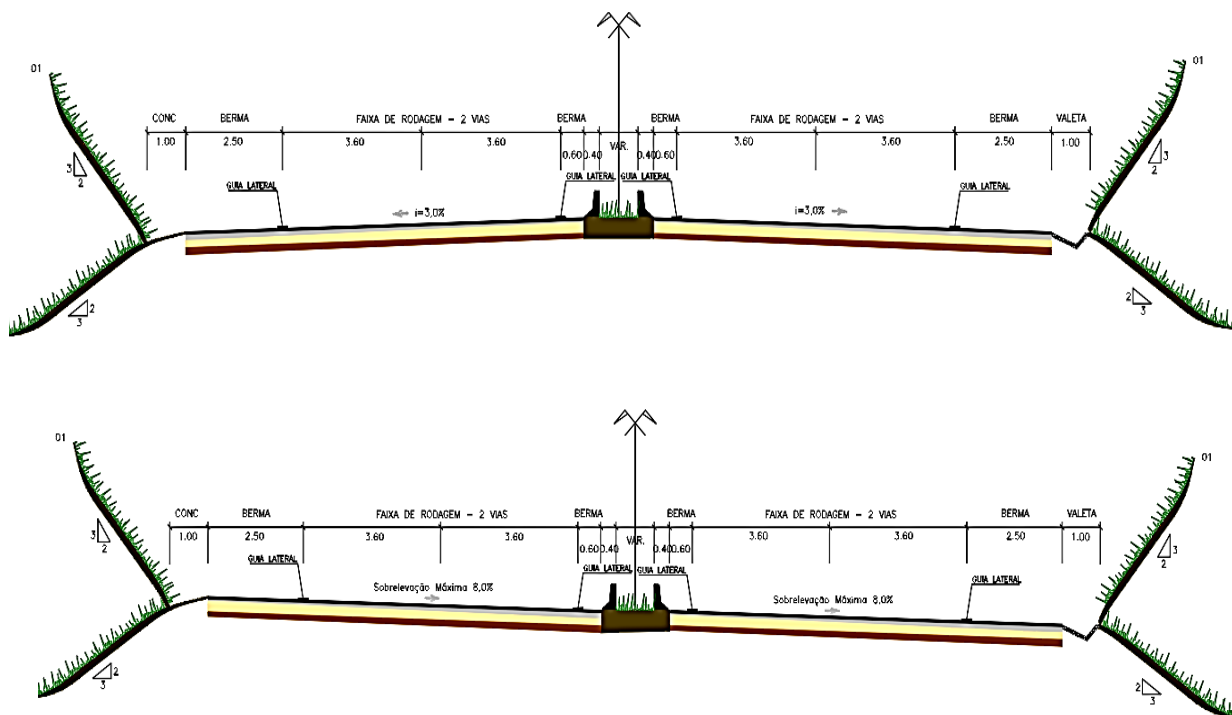 01
01
CONC BERMA FAIXA DE RODAGEM - 2 VIAS BERMA BERMA FAIXA DE RODAGEM - 2 VIAS BERMA VALETA
1.00 2.50 3.60 3.60 0.60 0.40 VAR. 0.40 0.60 3.60 3.60 2.50 1.00
GUIA LATERAL GUIA LATERAL GUIA LATERAL GUIA LATERAL
3
2
3
2
i=3,0% i=3,0%
2
3
2
3
01
01
CONC BERMA FAIXA DE RODAGEM - 2 VIAS BERMA BERMA FAIXA DE RODAGEM - 2 VIAS BERMA VALETA
1.00 2.50 3.60 3.60 0.60 0.40 VAR. 0.40 0.60 3.60 3.60 2.50 1.00
3
2
3
2
GUIA LATERAL GUIA LATERAL GUIA LATERAL GUIA LATERAL
Sobrelevação Máxima 8,0% Sobrelevação Máxima 8,0%
2
3
2
3